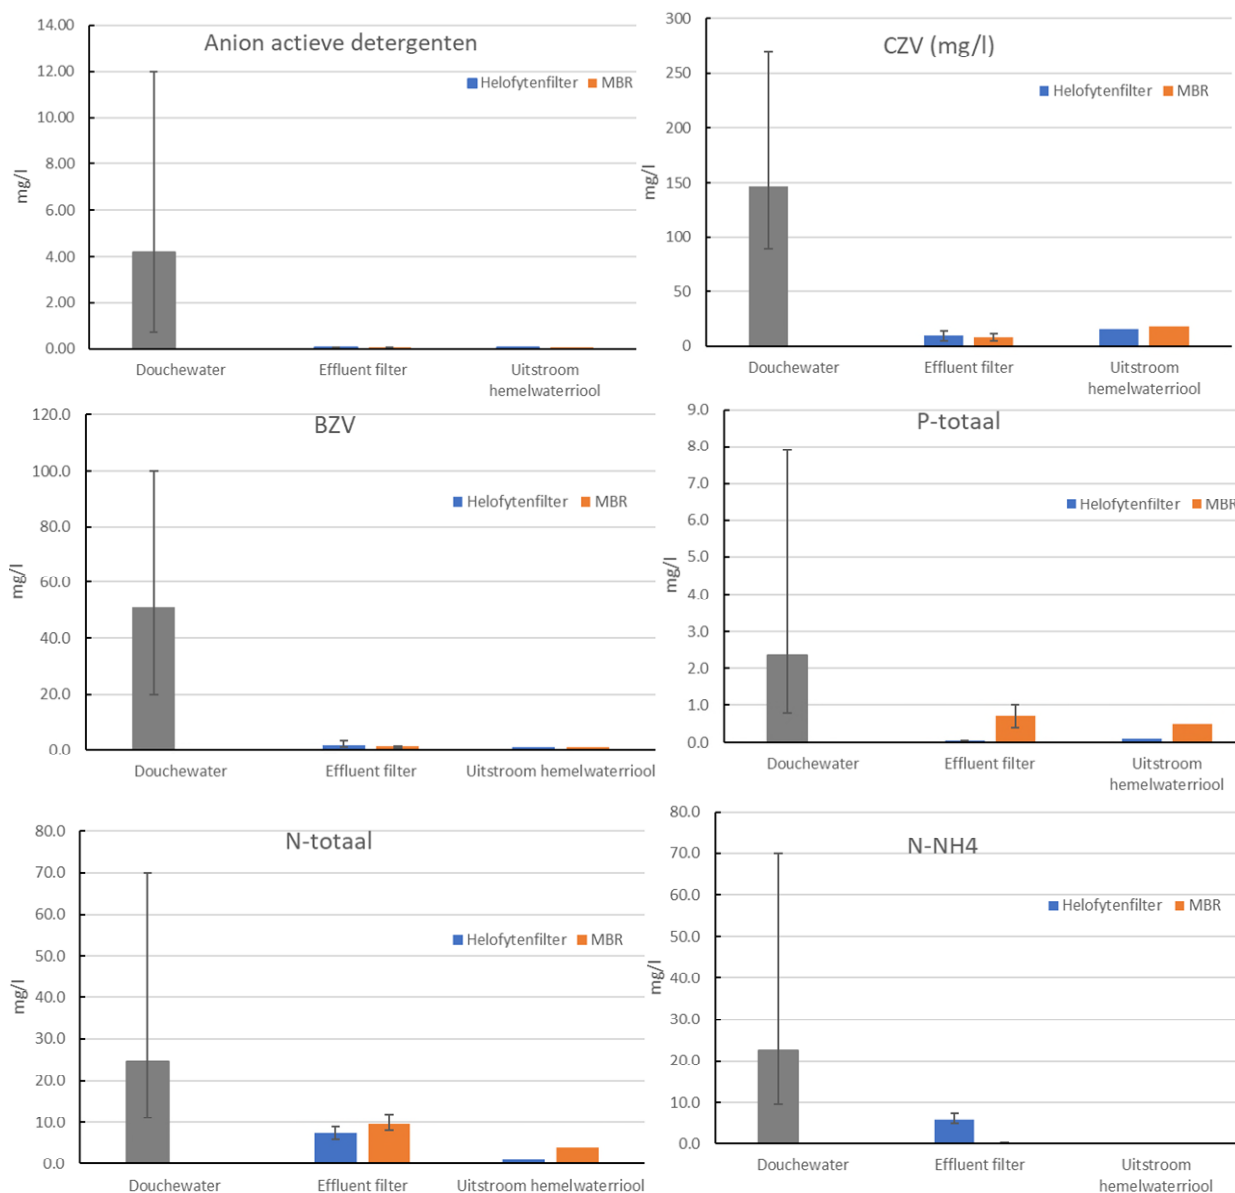 Anion actieve detergenten
Helofytenfilter MBR
mg/l
14.00
12.00
10.00
8.00
6.00
4.00
2.00
0.00
Douchewater Effluent filter Uitstroom
hemelwaterriool
CZV (mg/l)
Helofytenfilter MBR
mg/l
300
250
200
150
100
50
0
Douchewater Effluent filter Uitstroom
hemelwaterriool
BZV
Helofytenfilter MBR
mg/l
120.0
100.0
80.0
60.0
40.0
20.0
0.0
Douchewater Effluent filter Uitstroom hemelwaterriool
P-totaal
Helofytenfilter MBR
mg/l
9.0
8.0
7.0
6.0
5.0
4.0
3.0
2.0
1.0
0.0
Douchewater Effluent filter Uitstroom
hemelwaterriool
N-totaal
Helofytenfilter MBR
mg/l
80.0
70.0
60.0
50.0
40.0
30.0
20.0
10.0
0.0
Douchewater Effluent filter Uitstroom hemelwaterriool
N-NH4
Helofytenfilter MBR
mg/l
80.0
70.0
60.0
50.0
40.0
30.0
20.0
10.0
0.0
Douchewater Effluent filter Uitstroom
hemelwaterriool